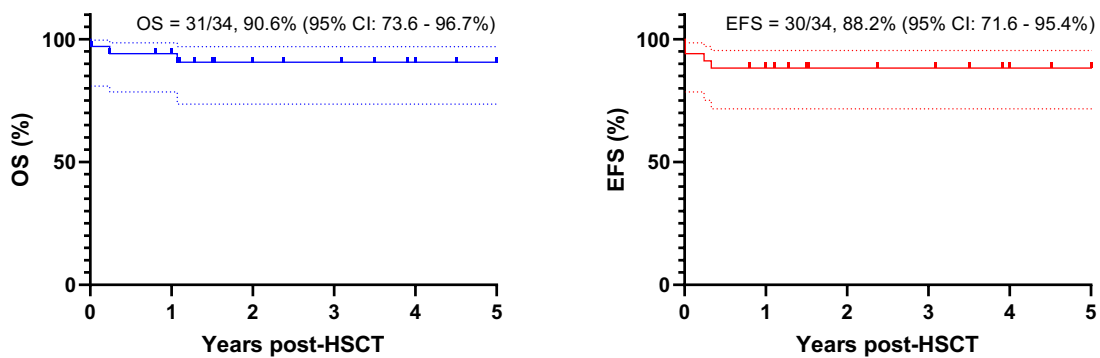 OS = 31/34, 90.6% (95% CI: 73.6 - 96.7%)
100
50
0
OS (%)
0 1 2 3 4 5
Years post-HSCT
EFS = 30/34, 88.2% (95% CI: 71.6 - 95.4%)
100
50
0
EFS (%)
0 1 2 3 4 5
Years post-HSCT